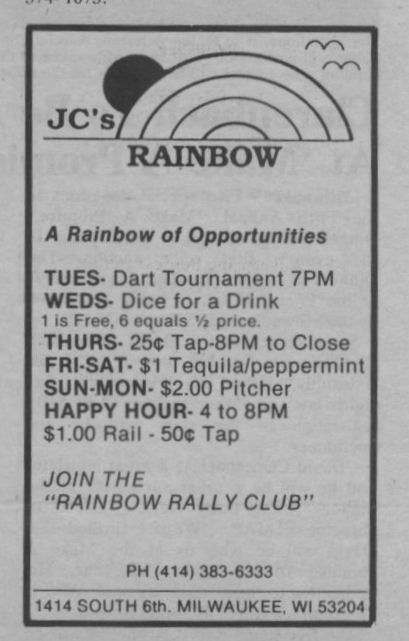 JC's
RAINBOW
A Rainbow of Opportunities
TUES- Dart Tournament 7PM
WEDS- Dice for a Drink
1 is Free, 6 equals ½ price.
THURS- 25¢ Tap-8PM to Close
FRI-SAT- $1 Tequila/peppermint
SUN-MON- $2.00 Pitcher
HAPPY HOUR- 4 to 8PM
$1.00 Rail - 50¢ Tap
JOIN THE
"RAINBOW RALLY CLUB"
PH (414) 383-6333
1414 SOUTH 6th. MILWAUKEE, WI 53204